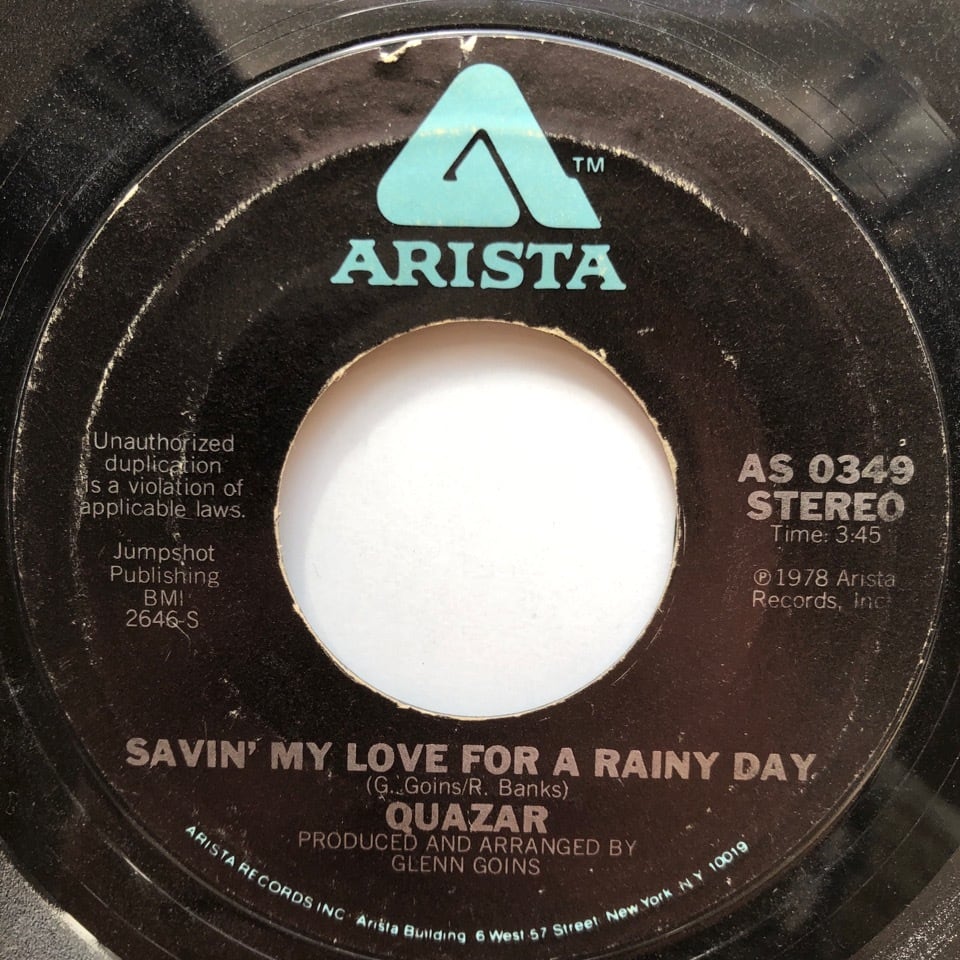 TM
ARISTA
Unauthorized
duplication
is a violation of
applicable laws.
Jumpshot
Publishing
BMI
2646-S
AS 0349
STEREO
Time: 3:45
℗ 1978 Arista
Records, Inc.
SAVIN' MY LOVE FOR A RAINY DAY
(G. Goins/R. Banks)
QUAZAR
PRODUCED AND ARRANGED BY
GLENN GOINS
ARISTA RECORDS INC · Arista Building 6 West 57 Street New York N Y 10019